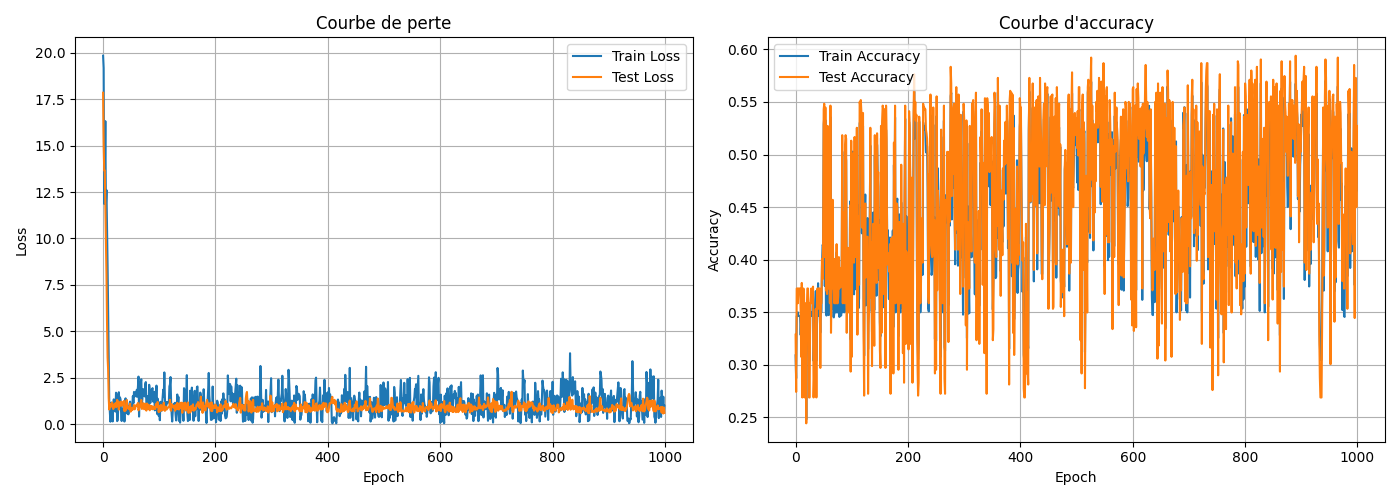 Courbe de perte
20.0
17.5
15.0
12.5
10.0
7.5
5.0
2.5
0.0
Loss
0
200
400
600
800
1000
Epoch
Train Loss
Test Loss
Courbe d'accuracy
0.60
0.55
0.50
0.45
0.40
0.35
0.30
0.25
Accuracy
0
200
400
600
800
1000
Epoch
Train Accuracy
Test Accuracy